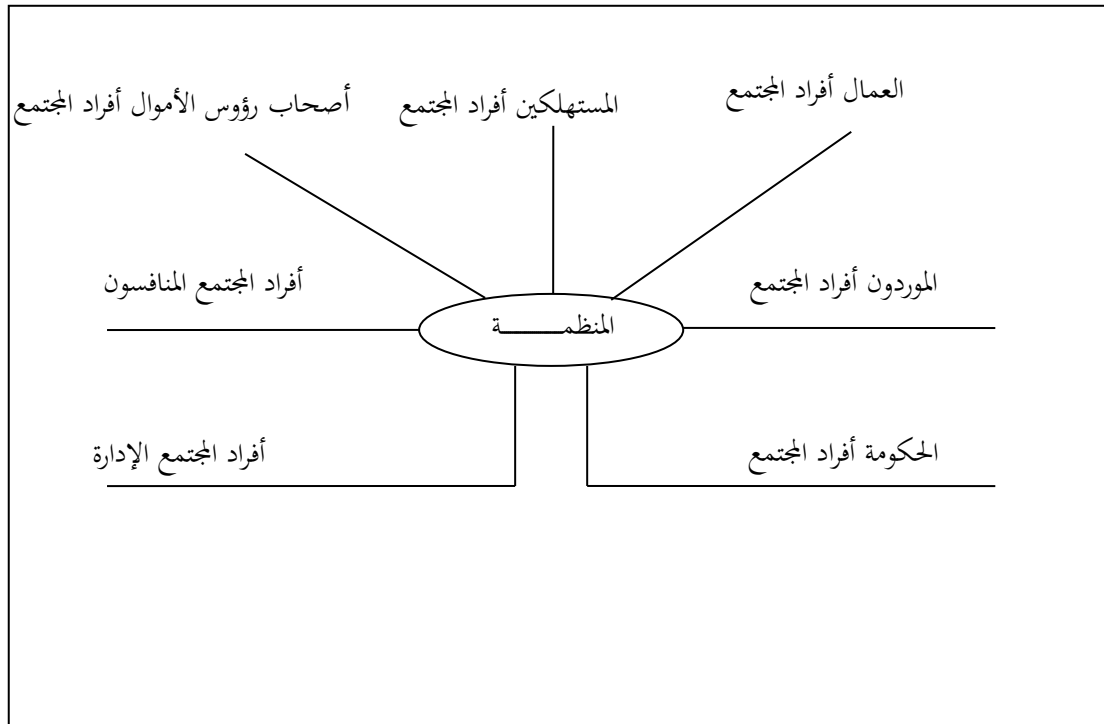 العمال أفراد المجتمع
المستهلكين أفراد المجتمع
أصحاب رؤوس الأموال أفراد المجتمع
الموردون أفراد المجتمع
أفراد المجتمع المنافسون
المنظمـــــــة
الحكومة أفراد المجتمع
أفراد المجتمع الإدارة